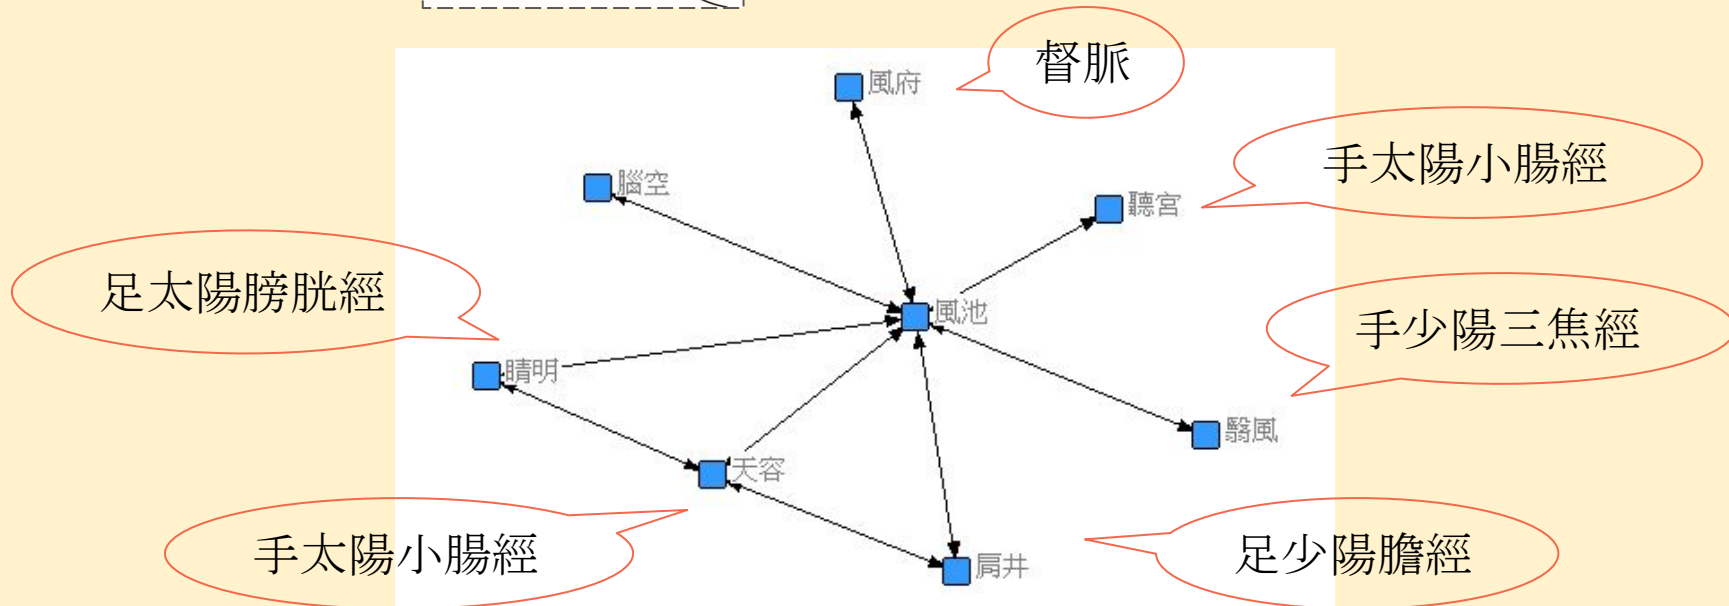 督脈
風府
手太陽小腸經
腦空
聽宮
足太陽膀胱經
風池
手少陽三焦經
睛明
翳風
天容
手太陽小腸經
肩井
足少陽膽經